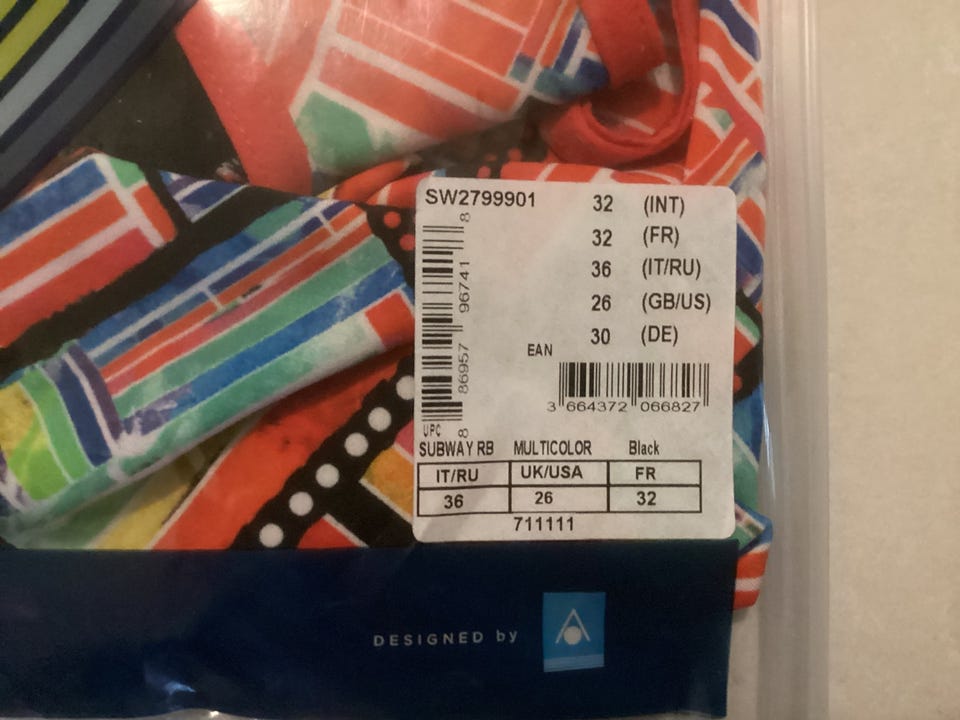 SW2799901
32 (INT)
32 (FR)
36 (IT/RU)
26 (GB/US)
30 (DE)
EAN
3 664372 066827
UPC
8 86957 96741 8
SUBWAY RB MULTICOLOR Black
IT/RU UK/USA FR
36 26 32
711111
DESIGNED by